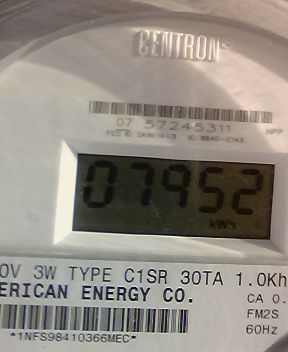 CENTRON®
07 57245311
HPP
07952
kWh
0V 3W TYPE C1SR 30TA 1.0Kh
ERICAN ENERGY CO.
CA 0.
FM2S
60Hz
*1NFS98410366MEC*